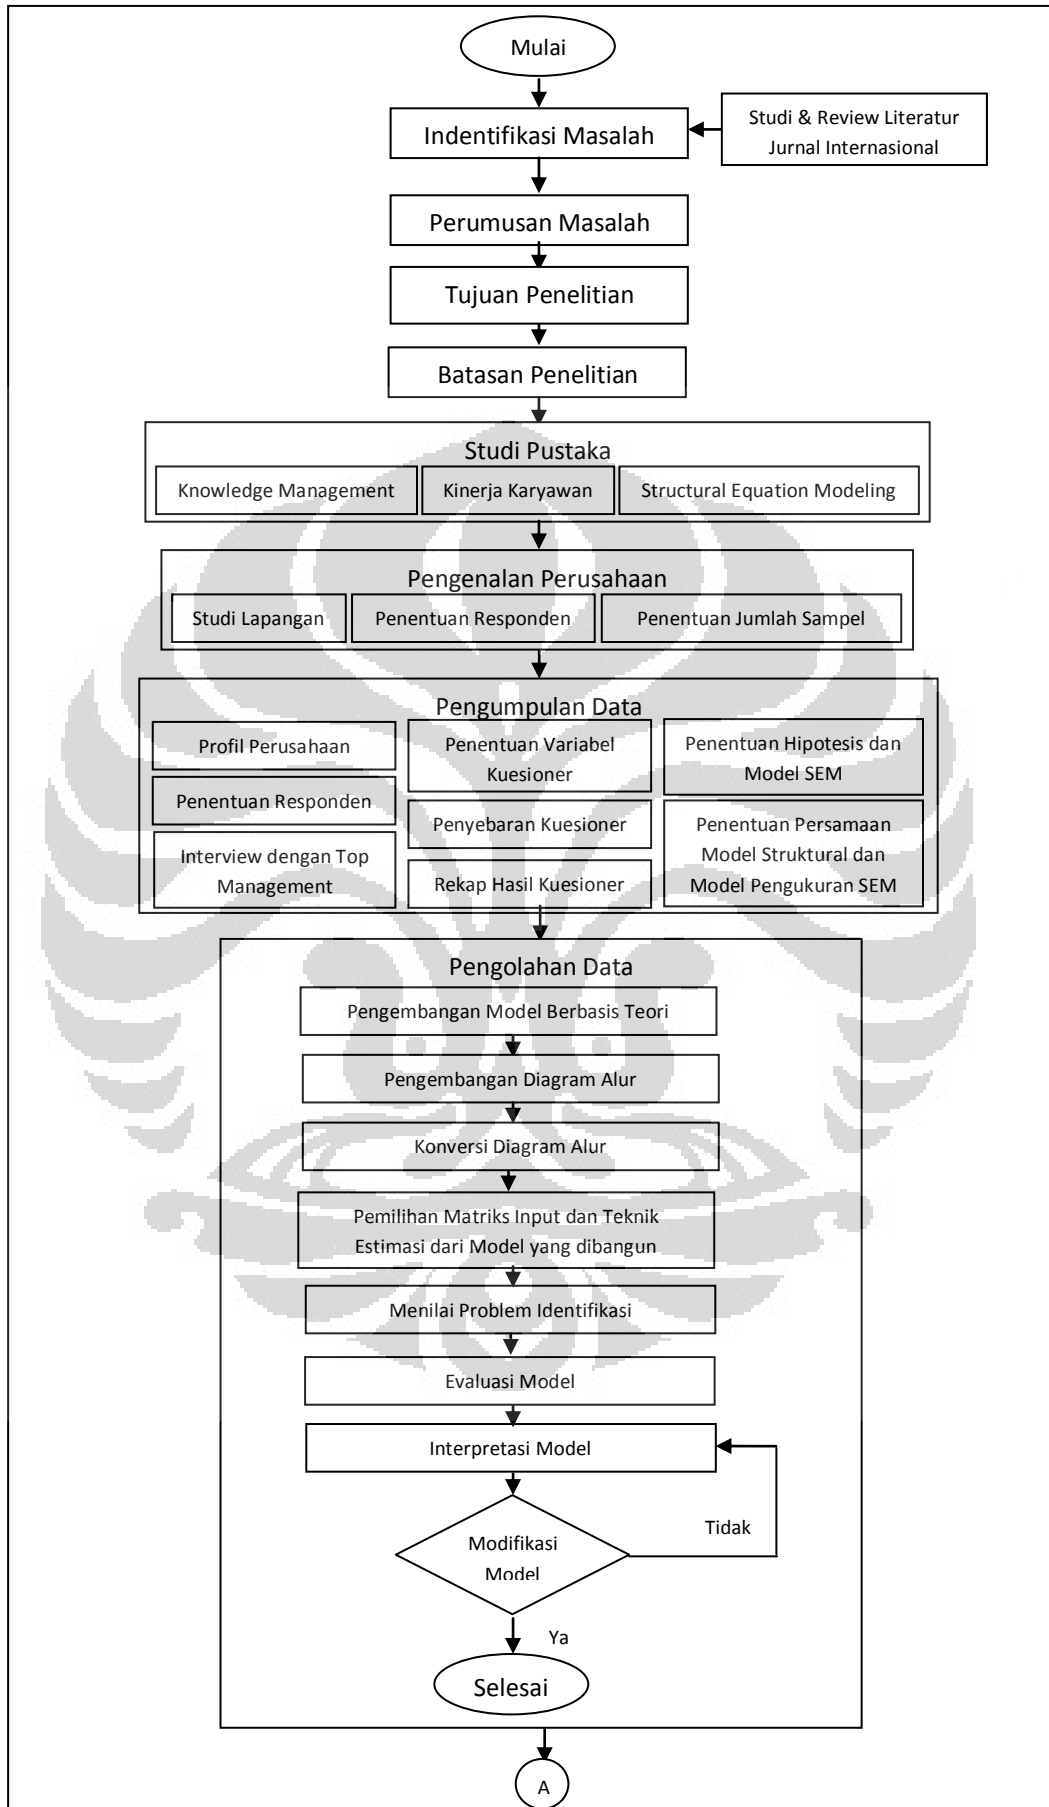 Mulai
Indentifikasi Masalah
Studi & Review Literatur
Jurnal Internasional
Perumusan Masalah
Tujuan Penelitian
Batasan Penelitian
Studi Pustaka
Knowledge Management
Kinerja Karyawan
Structural Equation Modeling
Pengenalan Perusahaan
Studi Lapangan
Penentuan Responden
Penentuan Jumlah Sampel
Pengumpulan Data
Profil Perusahaan
Penentuan Responden
Interview dengan Top
Management
Penentuan Variabel
Kuesioner
Penyebaran Kuesioner
Rekap Hasil Kuesioner
Penentuan Hipotesis dan
Model SEM
Penentuan Persamaan
Model Struktural dan
Model Pengukuran SEM
Pengolahan Data
Pengembangan Model Berbasis Teori
Pengembangan Diagram Alur
Konversi Diagram Alur
Pemilihan Matriks Input dan Teknik
Estimasi dari Model yang dibangun
Menilai Problem Identifikasi
Evaluasi Model
Interpretasi Model
Modifikasi
Model
Tidak
Ya
Selesai
A